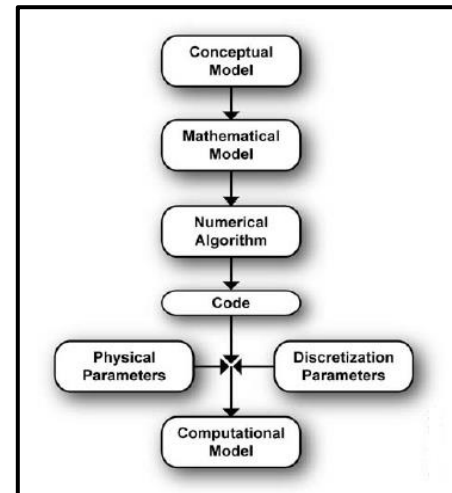 Conceptual
Model
Mathematical
Model
Numerical
Algorithm
Code
Physical
Parameters
Discretization
Parameters
Computational
Model